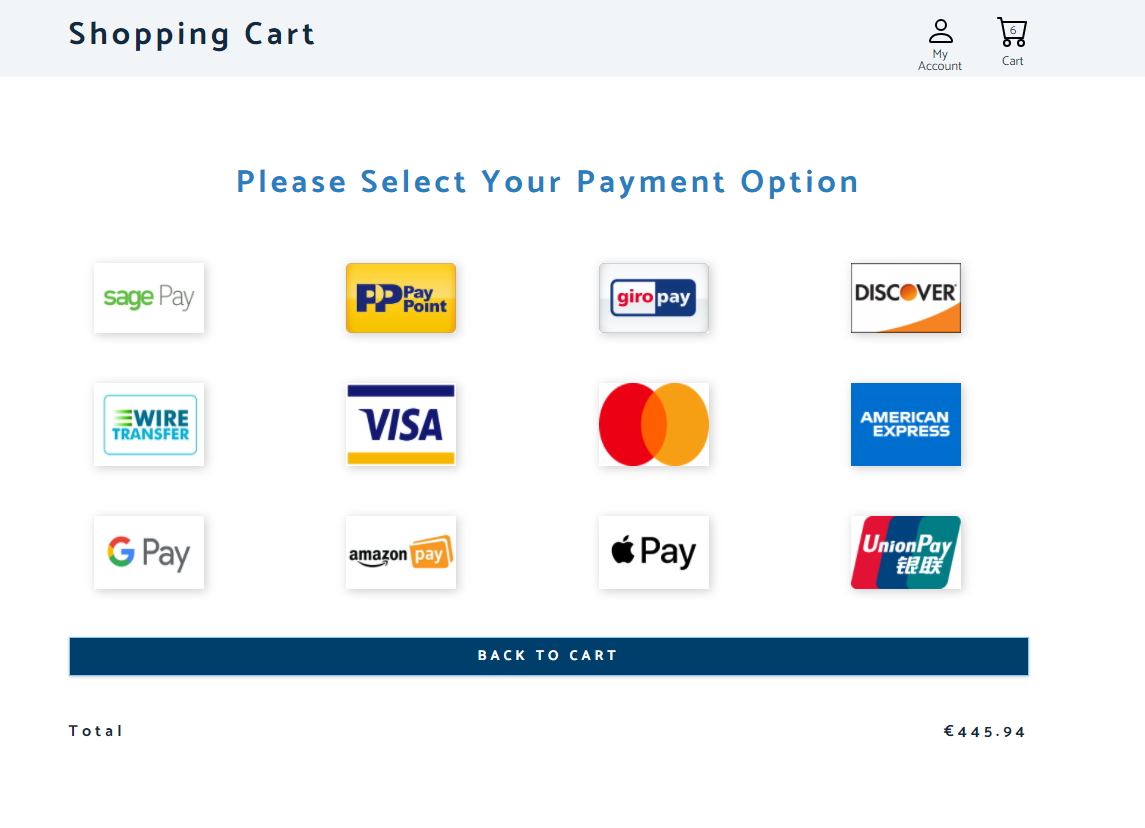 Shopping Cart
6
My
Account
Cart
Please Select Your Payment Option
sage Pay
PP Pay
Point
giro pay
DISCOVER
WIRE
TRANSFER
VISA
AMERICAN
EXPRESS
G Pay
amazon pay
Pay
UnionPay
银联
BACK TO CART
Total
€445.94